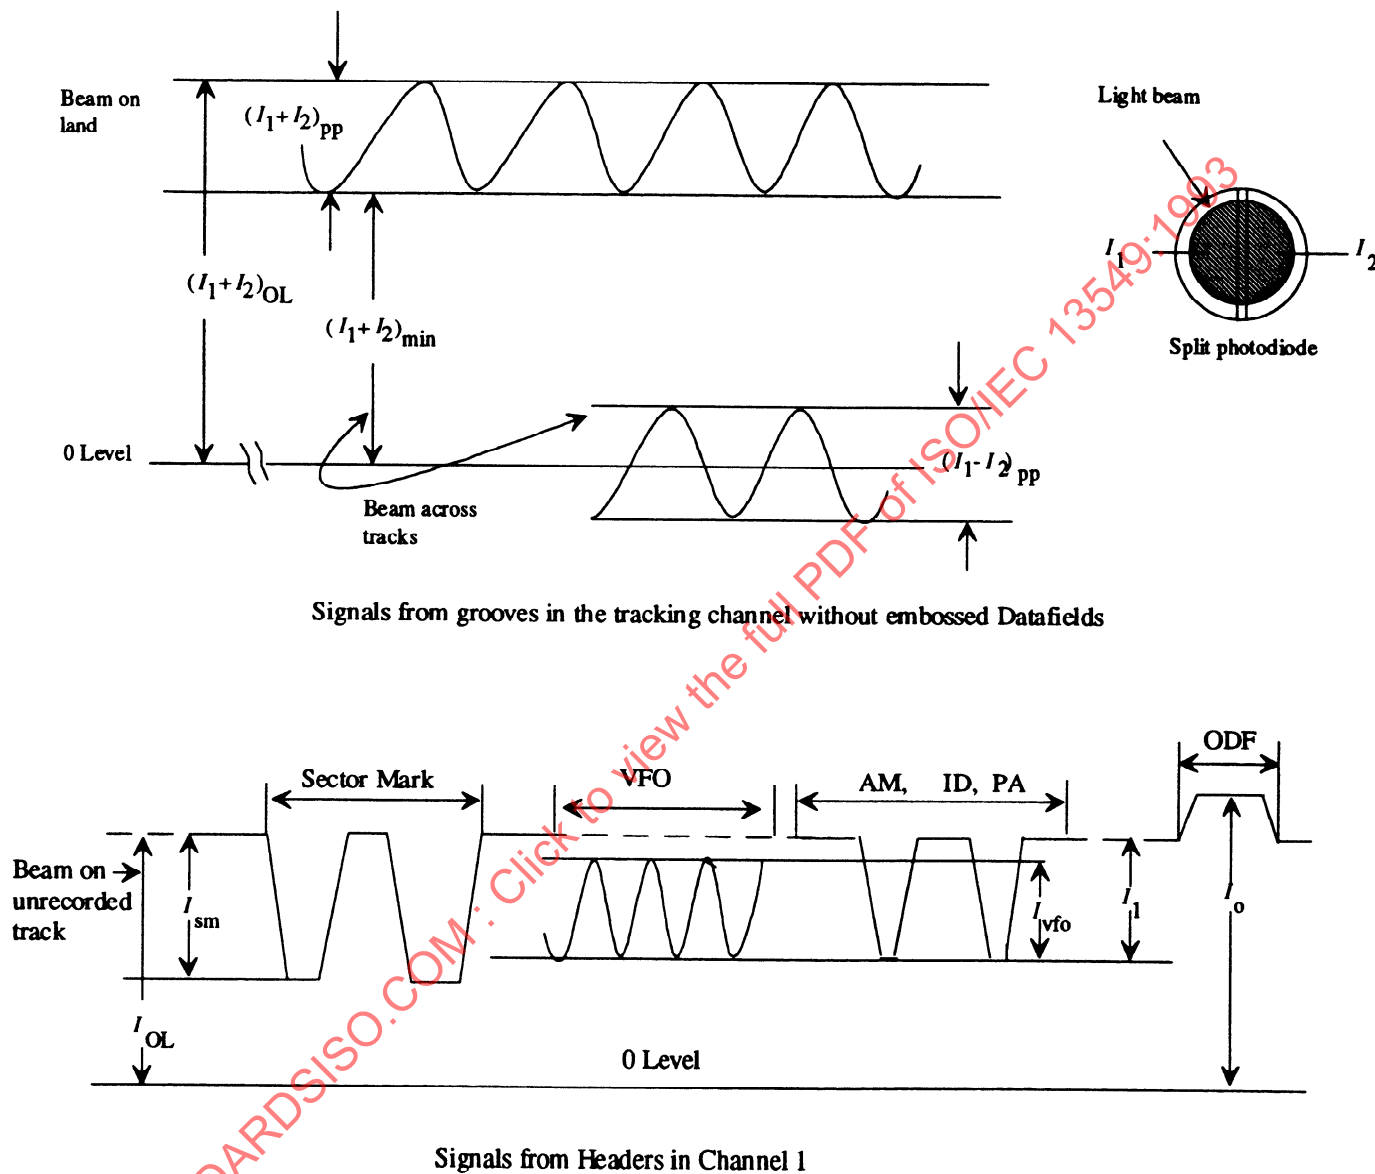 Beam on
land
(I1+I2)pp
Light beam
I1
I2
(I1+I2)OL
(I1+I2)min
Split photodiode
0 Level
(I1-I2)pp
Beam across
tracks
Signals from grooves in the tracking channel without embossed Datafields
ODF
Sector Mark
VFO
AM, ID, PA
Beam on
unrecorded
track
Ism
Ivfo
I1
Io
IOL
0 Level
Signals from Headers in Channel 1
DARDSISO.COM : Click to view the full PDF of ISO/IEC 13549:1993